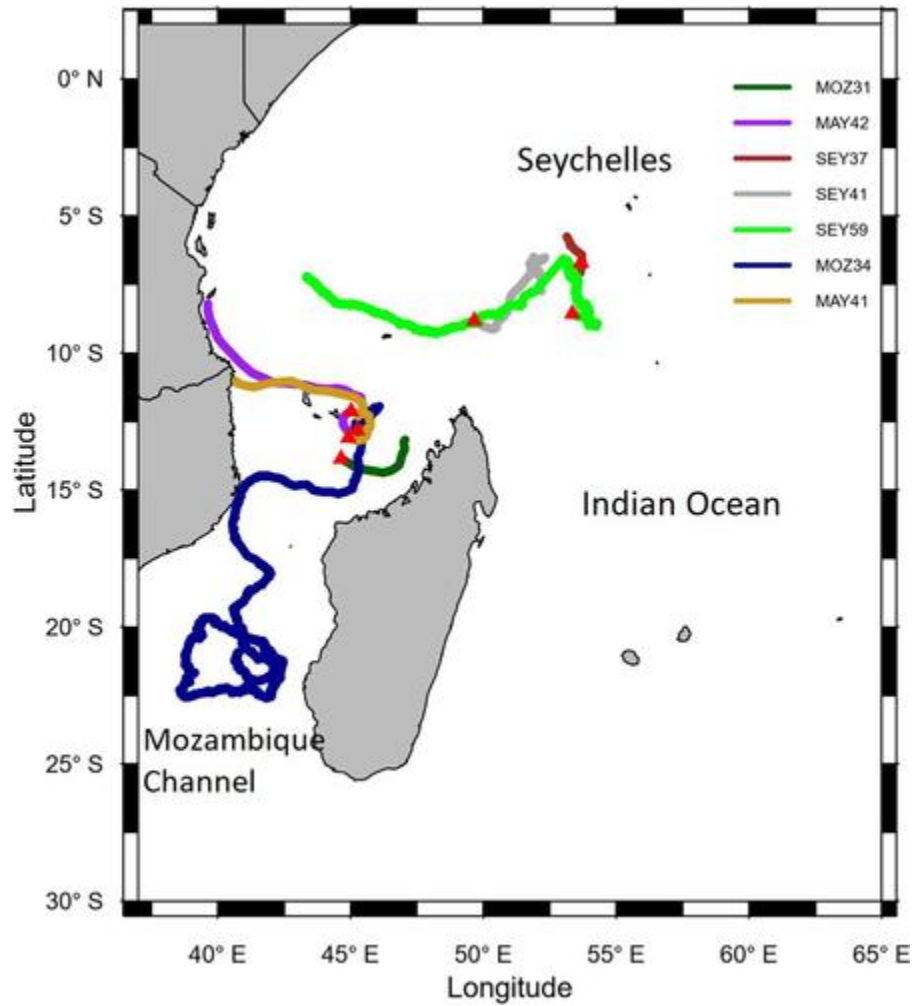 0° N
5° S
10° S
15° S
20° S
25° S
30° S
Latitude
MOZ31
MAY42
SEY37
SEY41
SEY59
MOZ34
MAY41
Seychelles
Indian Ocean
Mozambique
Channel
40° E 45° E 50° E 55° E 60° E 65° E
Longitude